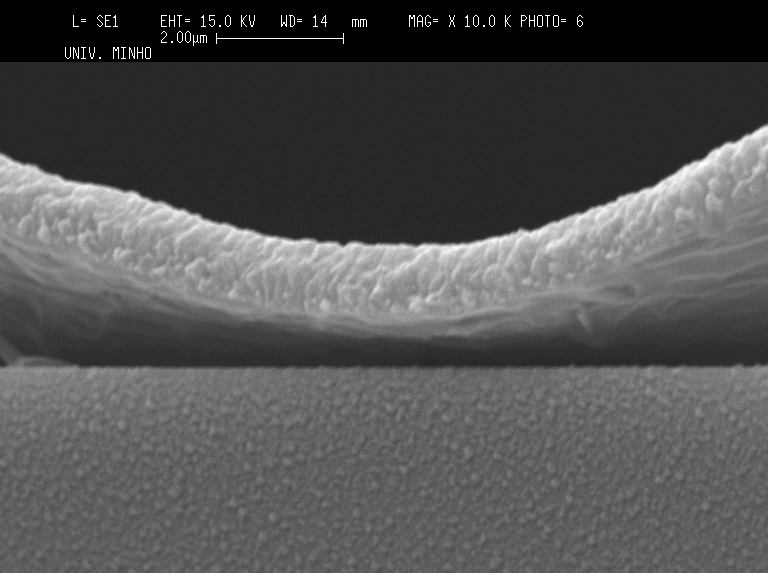 L= SE1 EHT= 15.0 KV WD= 14 mm MAG= X 10.0 K PHOTO= 6
2.00µm
UNIV. MINHO